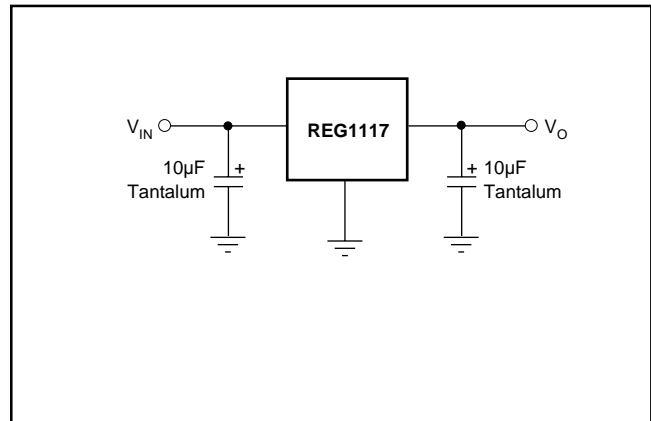 V_IN
REG1117
V_O
10µF
Tantalum
+
+
10µF
Tantalum